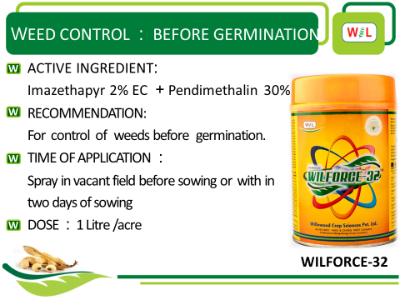 WEED CONTROL : BEFORE GERMINATION
W L
ACTIVE INGREDIENT:
Imazethapyr 2% EC + Pendimethalin 30%
RECOMMENDATION:
For control of weeds before germination.
TIME OF APPLICATION :
Spray in vacant field before sowing or with in
two days of sowing
DOSE : 1 Litre /acre
WILFORCE-32
Willowood Crop Sciences Pvt. Ltd.
WILFORCE-32